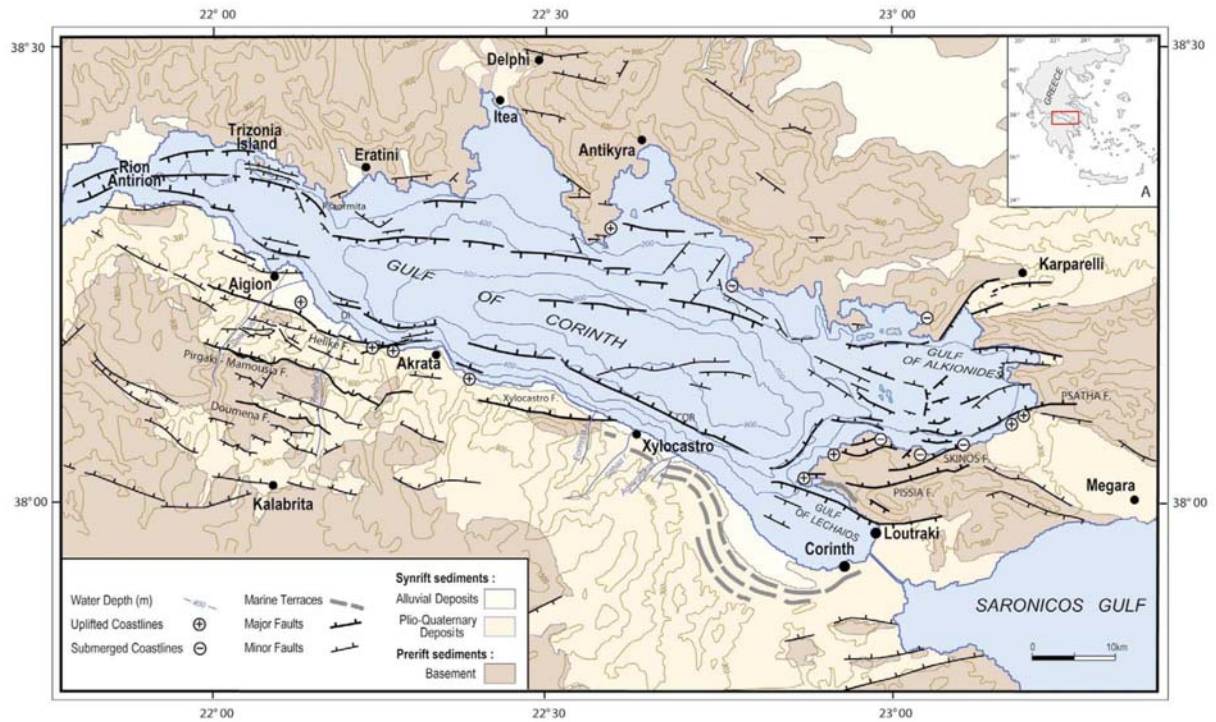 22° 00
22° 30
23° 00
38° 30
38° 30
GREECE
A
Delphi
Itea
Trizonia
Island
Eratini
Antikyra
Rion
Antirion
Psaromita
Karparelli
GULF
OF
CORINTH
Aigion
DI
Helike F.
Pirgaki - Mamousia F.
Akrata
GULF
OF ALKIONIDES
Doumena F.
Xylocastro F.
COR
PSATHA F.
Xylocastro
SKINOS F.
PISSIA F.
Kalabrita
Megara
38° 00
38° 00
GULF
OF LECHAIOS
Loutraki
Corinth
SARONICOS GULF
Water Depth (m)
400
Uplifted Coastlines
Submerged Coastlines
Marine Terraces
Major Faults
Minor Faults
Synrift sediments :
Alluvial Deposits
Plio-Quaternary
Deposits
Prerift sediments :
Basement
0
10km
22° 00
22° 30
23° 00